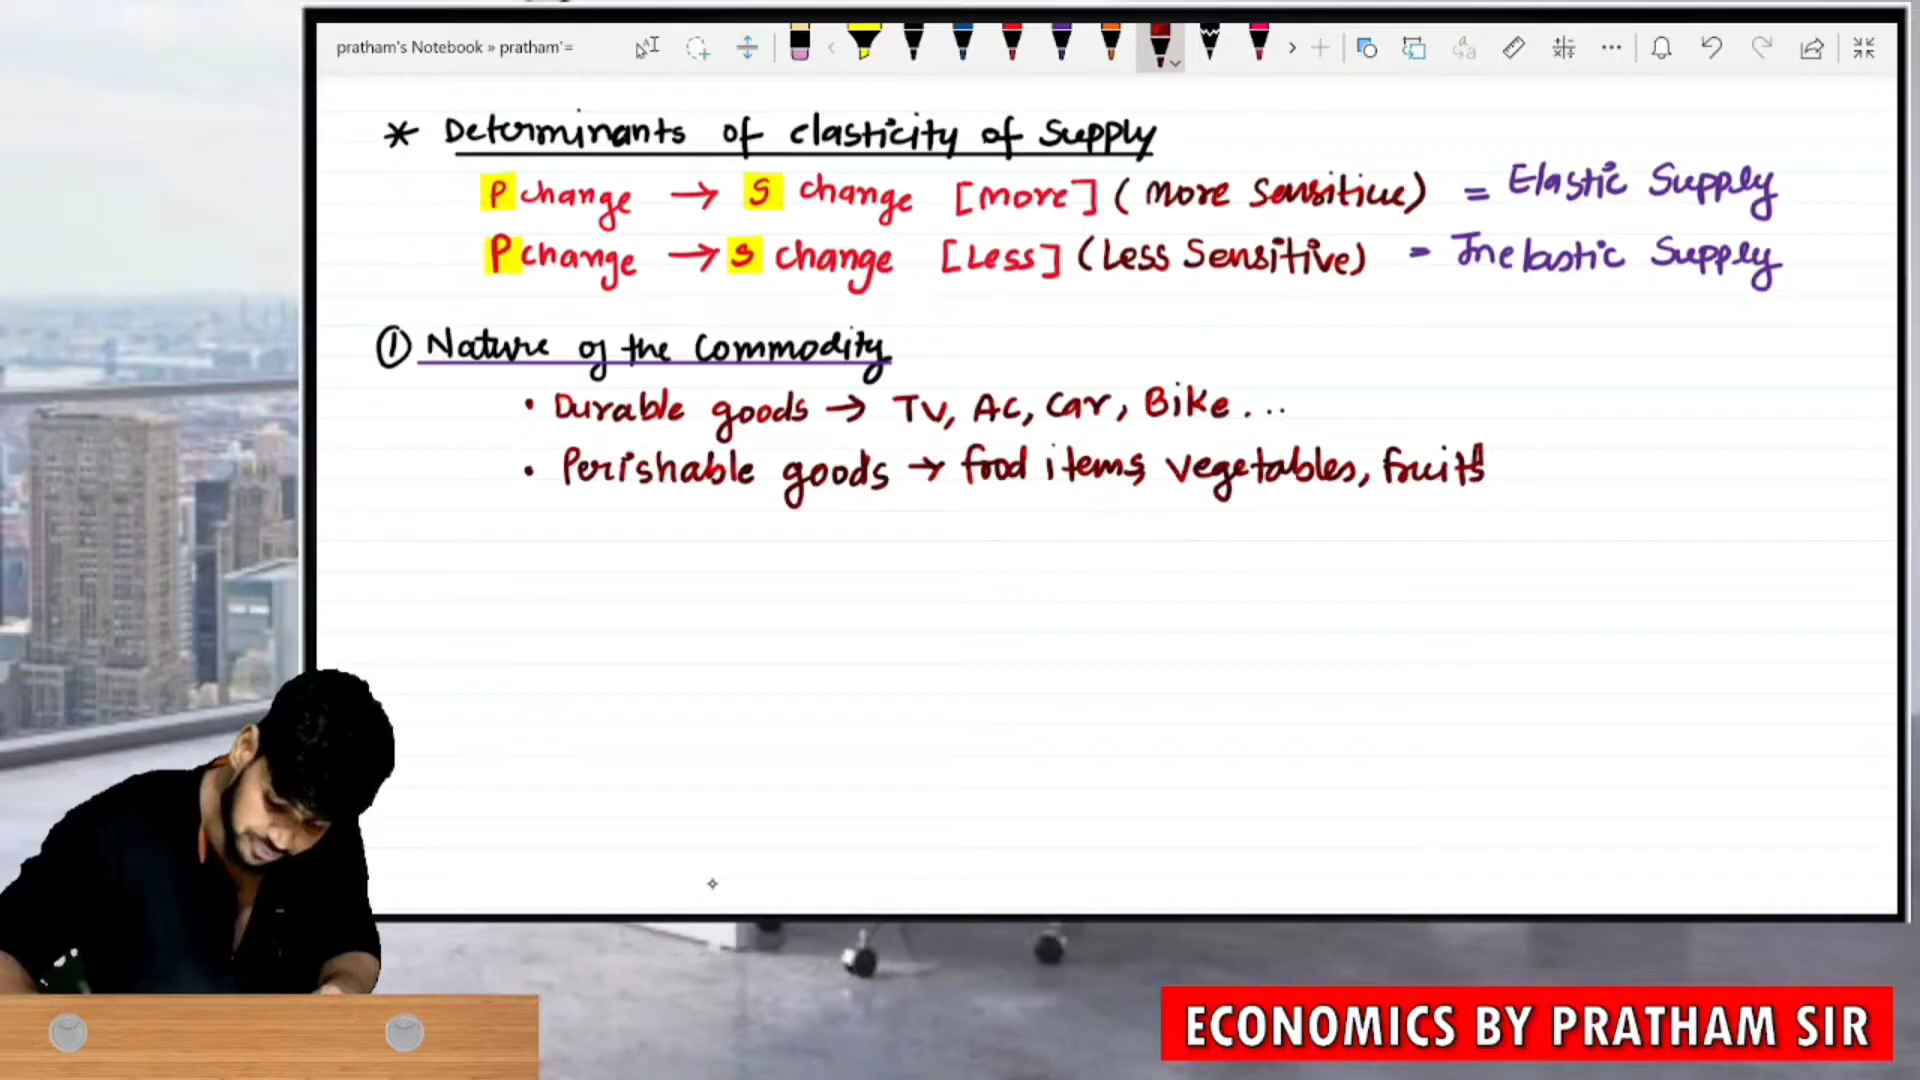 pratham's Notebook » pratham'=
* Determinants of elasticity of Supply
P change → S change [more] (More Sensitive) = Elastic Supply
P change → S change [Less] (Less Sensitive) = Inelastic Supply
① Nature of the Commodity
• Durable goods → TV, AC, Car, Bike ...
• Perishable goods → food items, vegetables, fruits
ECONOMICS BY PRATHAM SIR